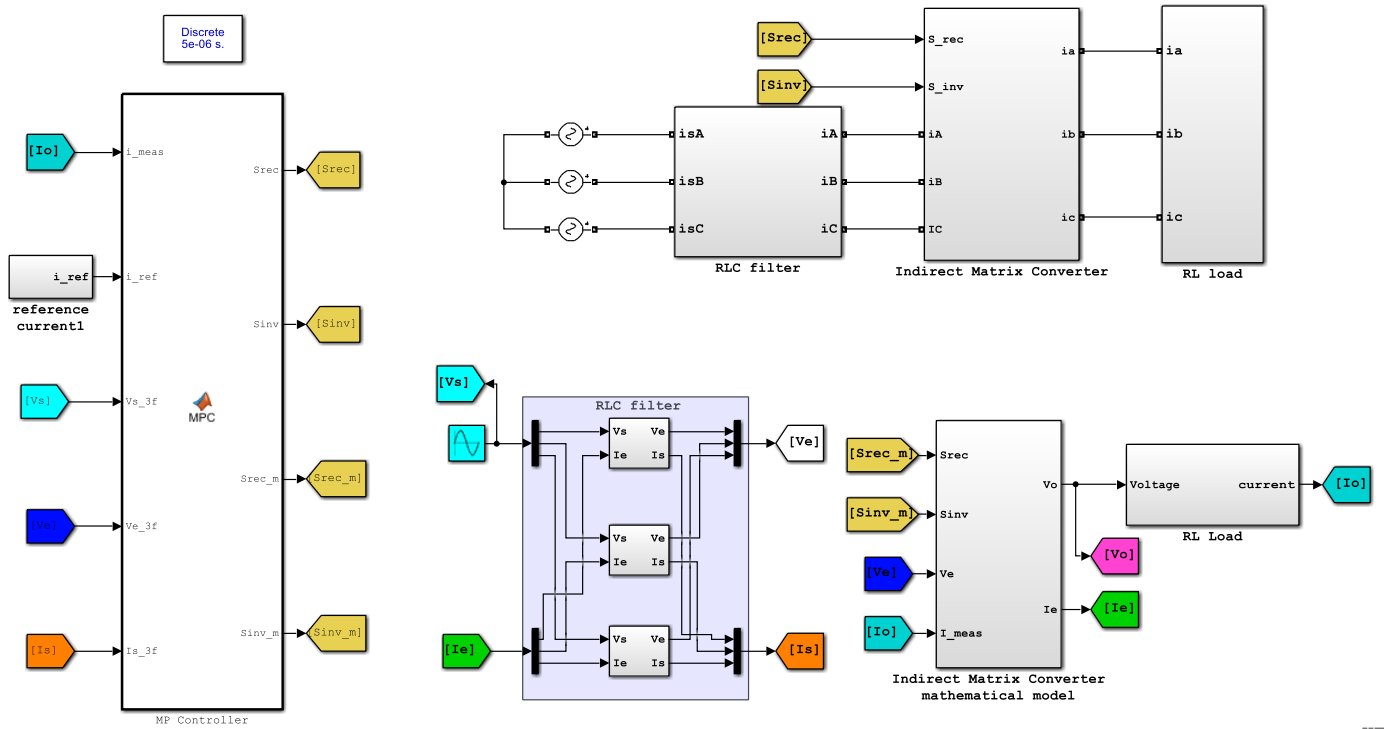 Discrete
5e-06 s.
[Io]
i_meas
Srec
[Srec]
i_ref
i_ref
reference
current1
Sinv
[Sinv]
[Vs]
Vs_3f
MPC
Srec_m
[Srec_m]
[Ve]
Ve_3f
[Is]
Is_3f
Sinv_m
[Sinv_m]
MP Controller
[Srec]
S_rec
[Sinv]
S_inv
isA
iA
iA
isB
iB
iB
isC
iC
IC
RLC filter
ia
ib
ic
Indirect Matrix Converter
ia
ib
ic
RL load
[Vs]
RLC filter
Vs
Ve
Ie
Is
Vs
Ve
Ie
Is
Vs
Ve
Ie
Is
[Ve]
[Ie]
[Is]
[Srec_m]
Srec
[Sinv_m]
Sinv
[Ve]
Ve
[Io]
I_meas
Vo
Ie
Indirect Matrix Converter
mathematical model
Voltage
current
RL Load
[Io]
[Vo]
[Ie]